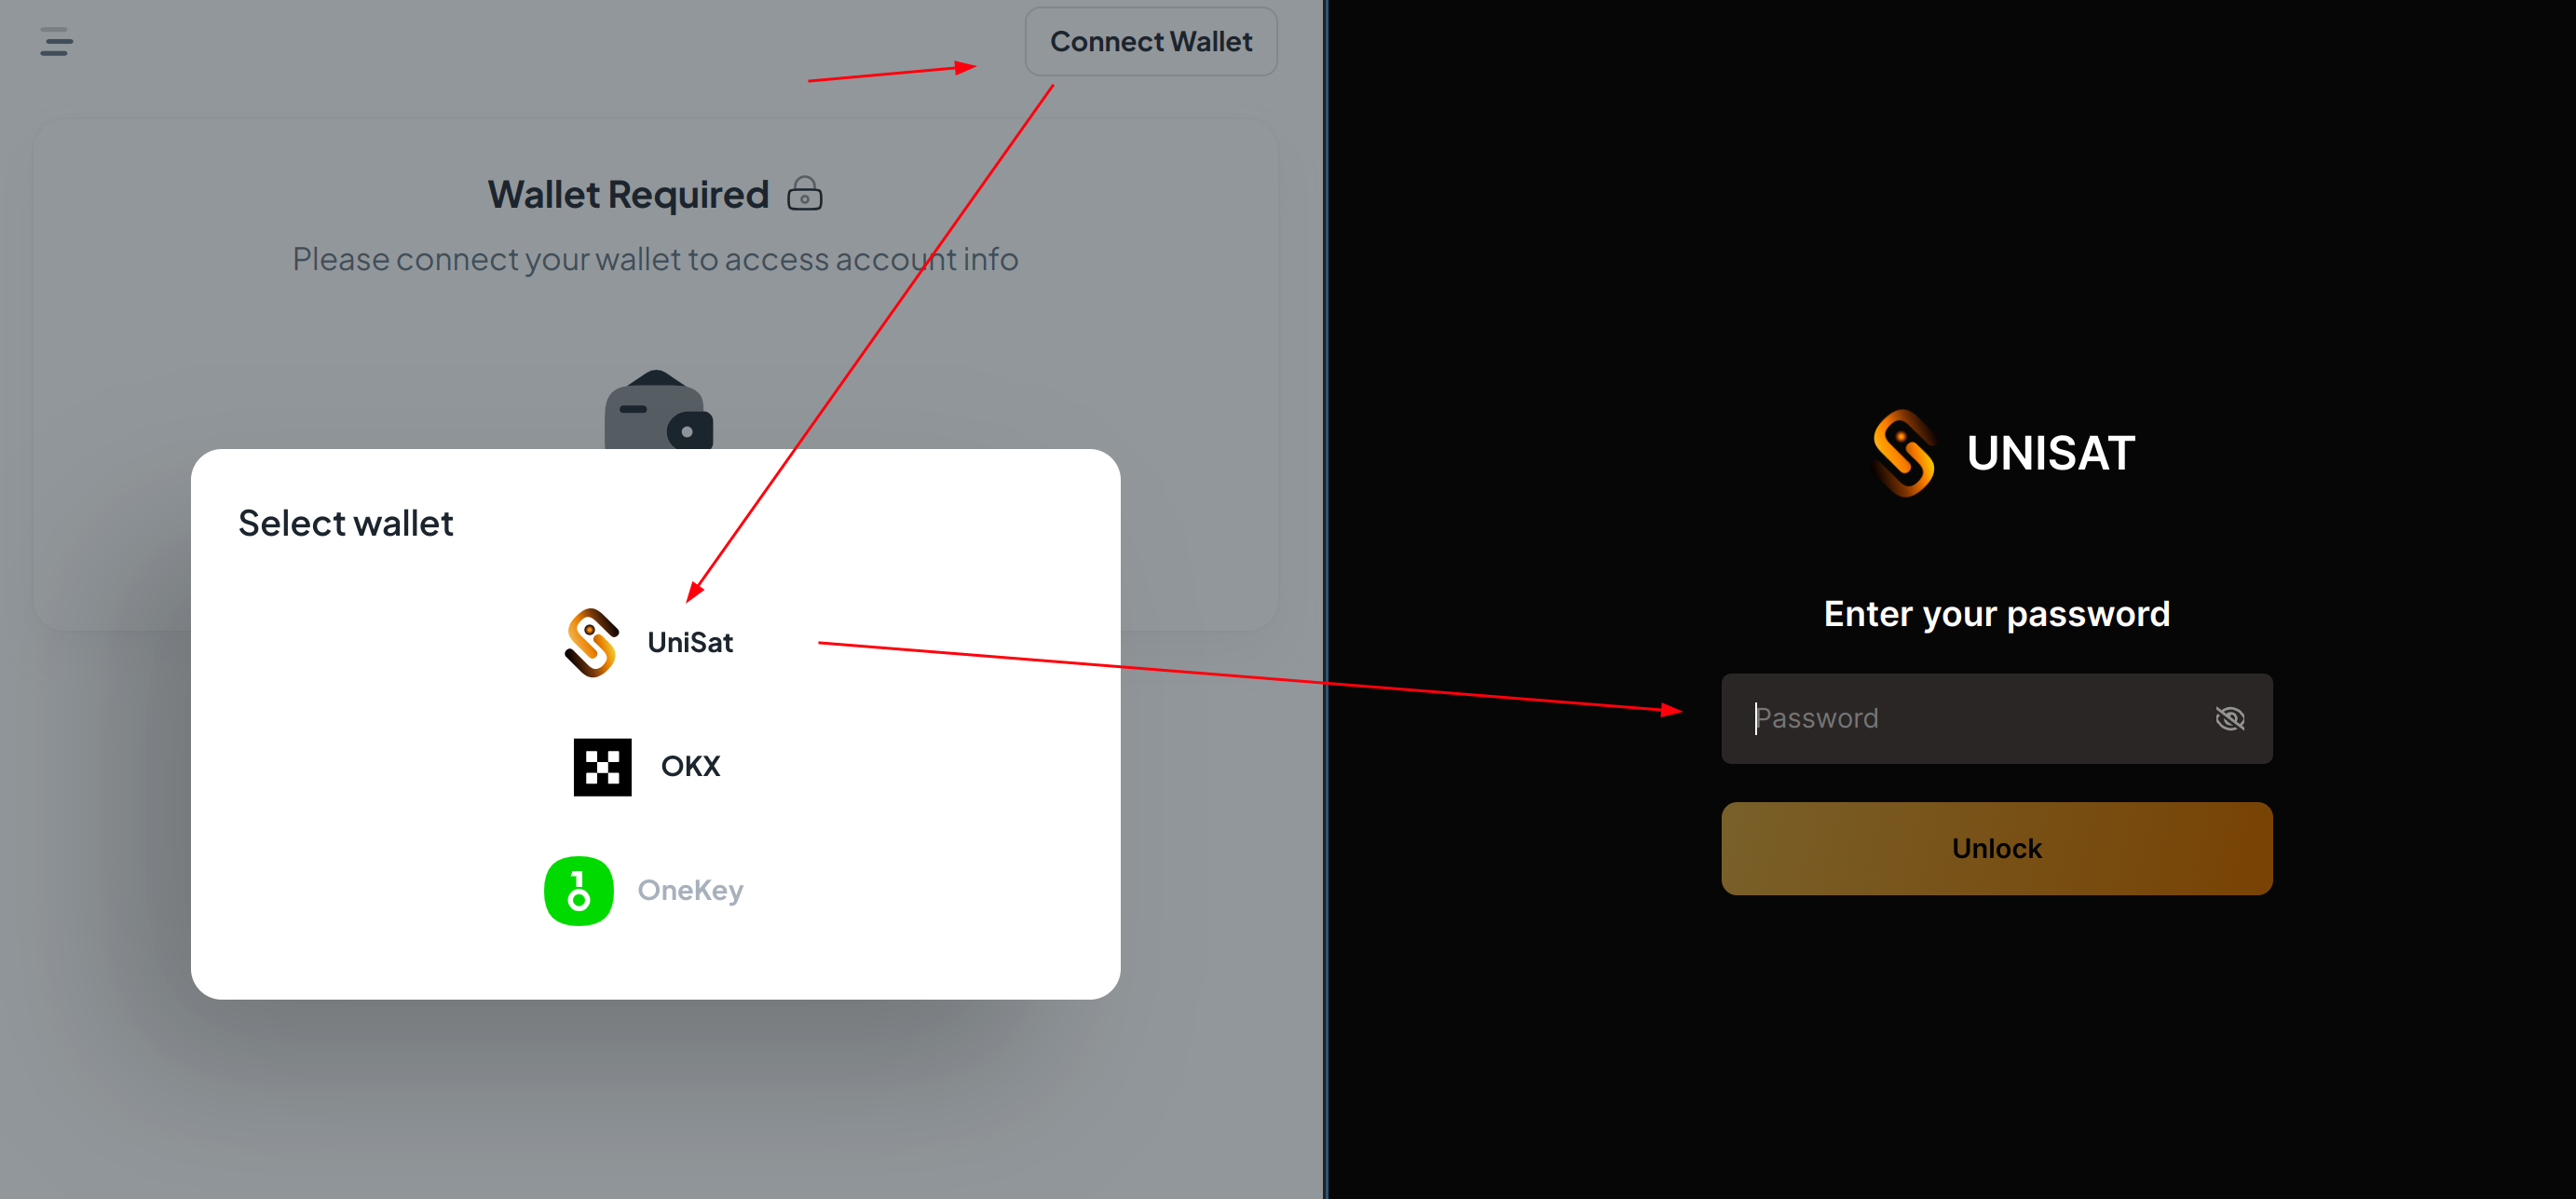 Connect Wallet
Wallet Required
Please connect your wallet to access account info
Select wallet
UniSat
OKX
OneKey
UNISAT
Enter your password
Password
Unlock